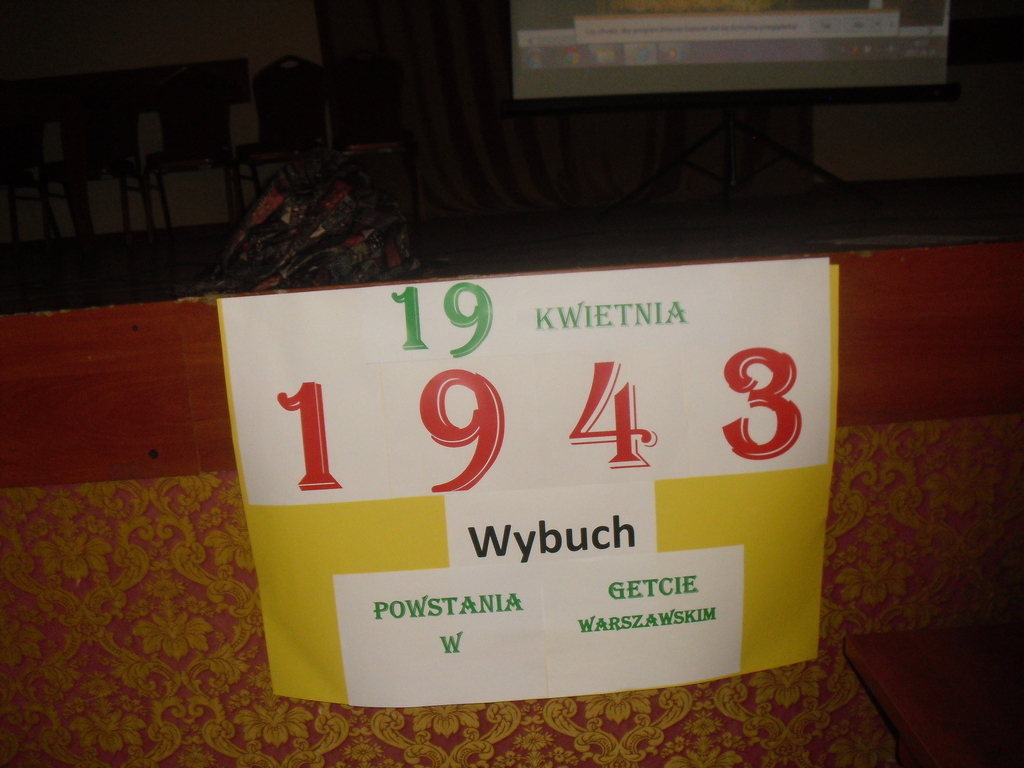 19 KWIETNIA
1943
Wybuch
POWSTANIA GETCIE
W WARSZAWSKIM